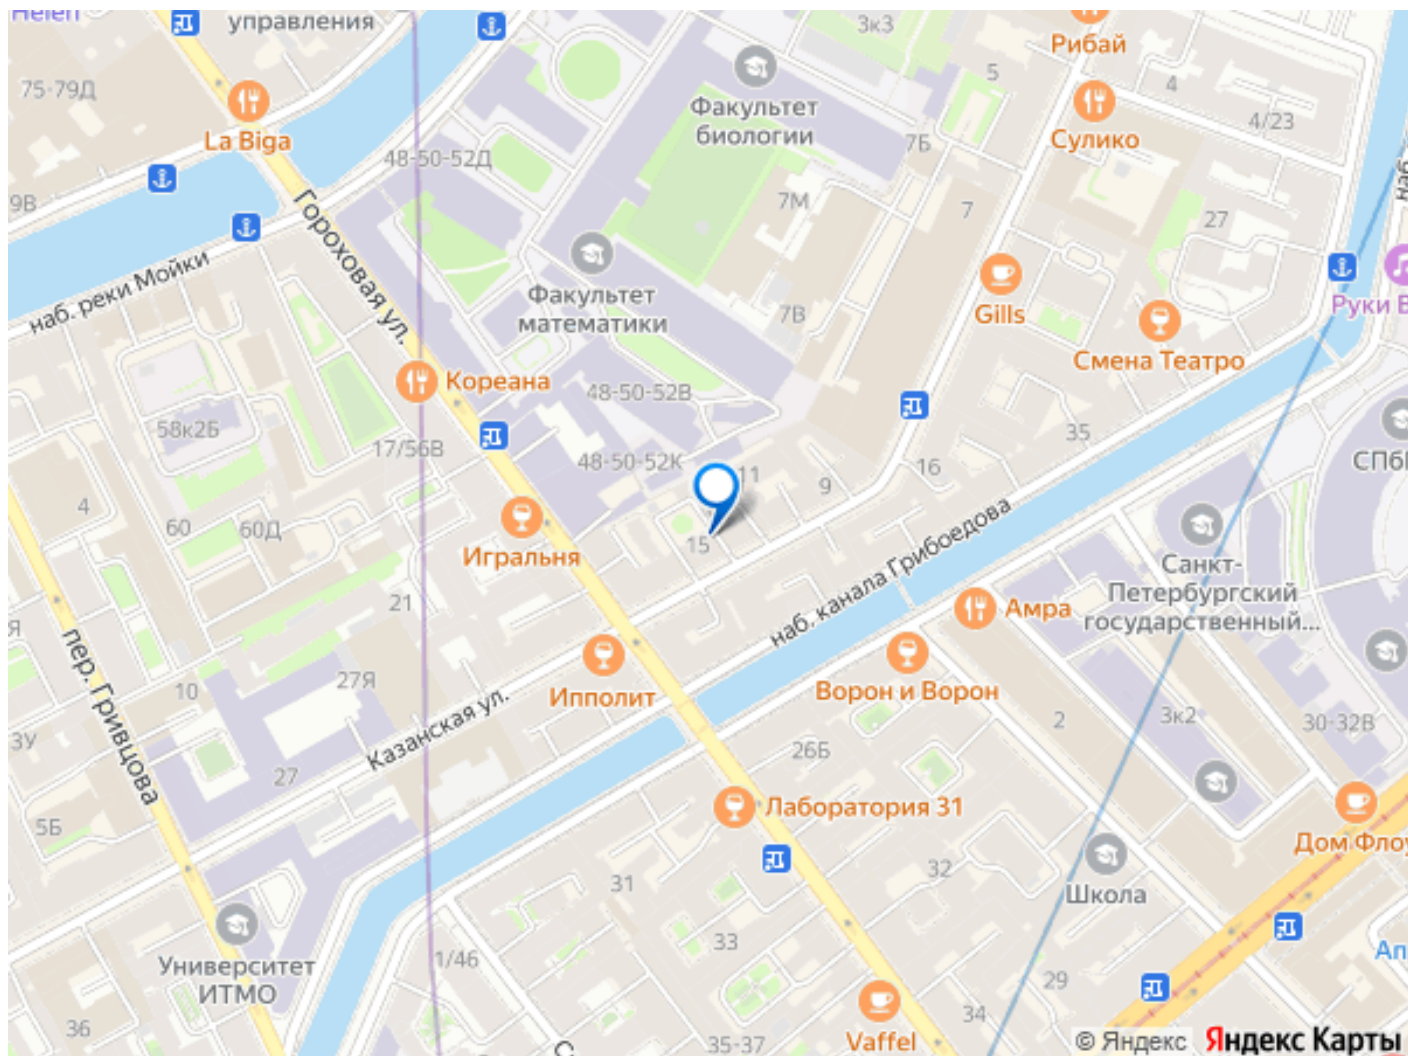 Helen
управления
3к3
Рибай
75-79Д
La Biga
Факультет
биологии
5
4
4/23
Сулико
7Б
48-50-52Д
9В
7М
7
27
Гороховая ул.
наб. реки Мойки
Факультет
математики
7В
Gills
Руки В
Смена Театро
Кореана
48-50-52В
58к2Б
17/56В
48-50-52К
35
СПб
4
60
60Д
11
9
16
Игральня
15
наб. канала Грибоедова
Санкт-
Петербургский
государственный...
21
Амра
Я
пер. Гривцова
10
27Я
Ипполит
Ворон и Ворон
2
3к2
30-32В
3У
Казанская ул.
27
26Б
5Б
Лаборатория 31
Дом Флоу
31
32
Школа
Университет
ИТМО
1/46
33
Ап
29
36
34
35-37
Vaffel
© Яндекс Яндекс Карты